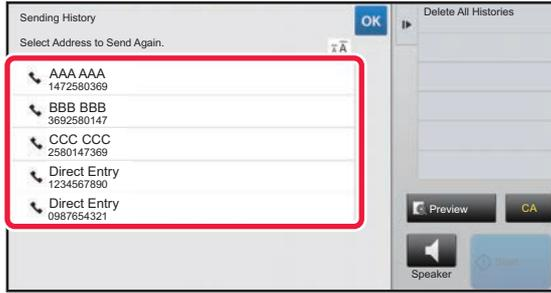 Sending History
OK
Delete All Histories
Select Address to Send Again.
A A
AAA AAA
1472580369
BBB BBB
3692580147
CCC CCC
2580147369
Direct Entry
1234567890
Direct Entry
0987654321
Preview
CA
Speaker
Start